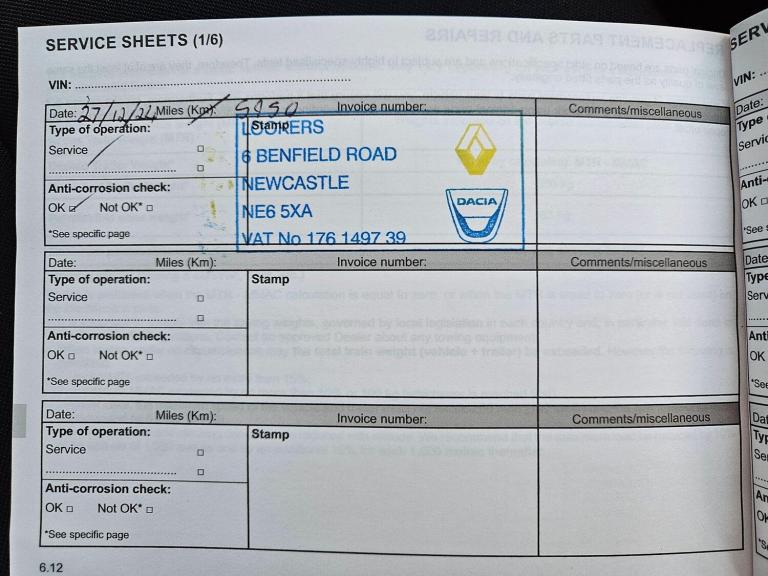 SERVICE SHEETS (1/6)
VIN:
Date: 27/12/24 Miles (Km): Invoice number: Comments/miscellaneous
Type of operation: Stamp
Service
LOOKERS
6 BENFIELD ROAD
NEWCASTLE
NE6 5XA
VAT No 176 1497 39
DACIA
Anti-corrosion check:
OK Not OK*
*See specific page
Date: Miles (Km): Invoice number: Comments/miscellaneous
Type of operation: Stamp
Service
Anti-corrosion check:
OK Not OK*
*See specific page
Date: Miles (Km): Invoice number: Comments/miscellaneous
Type of operation: Stamp
Service
Anti-corrosion check:
OK Not OK*
*See specific page
6.12